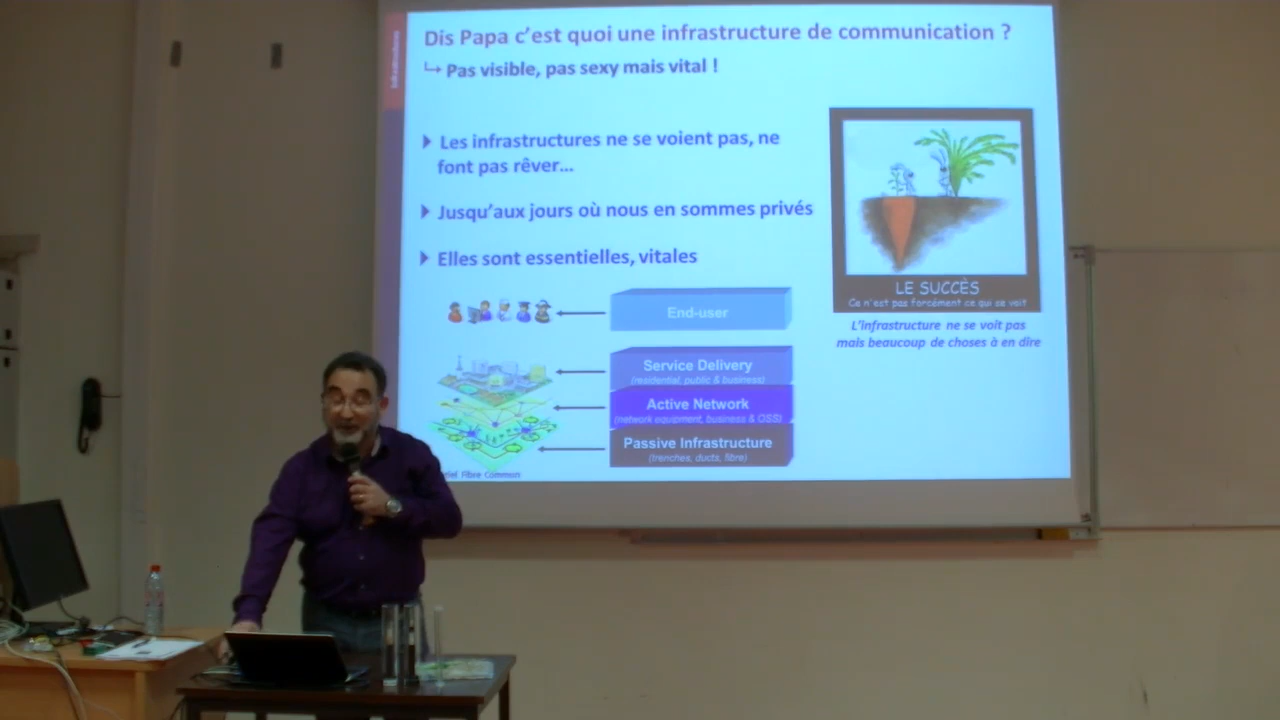 Dis Papa c'est quoi une infrastructure de communication ?
Pas visible, pas sexy mais vital !
Les infrastructures ne se voient pas, ne
font pas rêver...
Jusqu'aux jours où nous en sommes privés
Elles sont essentielles, vitales
LE SUCCÈS
Ce n'est pas forcément ce qui se voit
L'infrastructure ne se voit pas
mais beaucoup de choses à en dire
End-user
Service Delivery
(residential, public & business)
Active Network
(network equipment, business & OSS)
Passive Infrastructure
(trenches, ducts, fibre)
Fibre Common